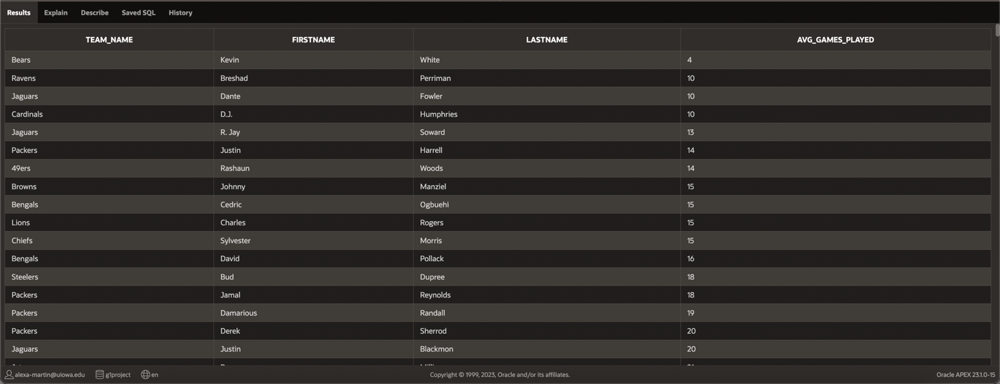 Results Explain Describe Saved SQL History
TEAM_NAME FIRSTNAME LASTNAME AVG_GAMES_PLAYED
Bears Kevin White 4
Ravens Breshad Perriman 10
Jaguars Dante Fowler 10
Cardinals D.J. Humphries 10
Jaguars R. Jay Soward 13
Packers Justin Harrell 14
49ers Rashaun Woods 14
Browns Johnny Manziel 15
Bengals Cedric Ogbuehi 15
Lions Charles Rogers 15
Chiefs Sylvester Morris 15
Bengals David Pollack 16
Steelers Bud Dupree 18
Packers Jamal Reynolds 18
Packers Damarious Randall 19
Packers Derek Sherrod 20
Jaguars Justin Blackmon 20
alexa-martin@uiowa.edu g1project en Copyright © 1999, 2023, Oracle and/or its affiliates. Oracle APEX 23.1.0-15